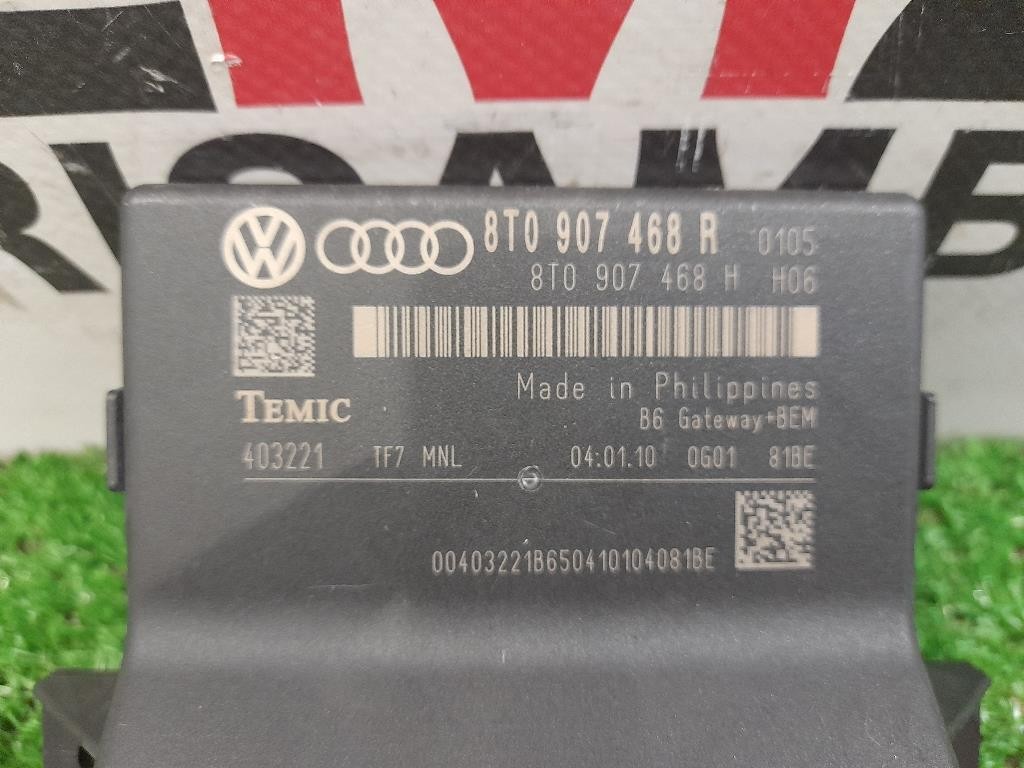 RICAMB
8T0 907 468 R 0105
8T0 907 468 H H06
TEMIC
Made in Philippines
B6 Gateway+BEM
403221 TF7 MNL 04.01.10 0G01 81BE
00403221B650410104081BE